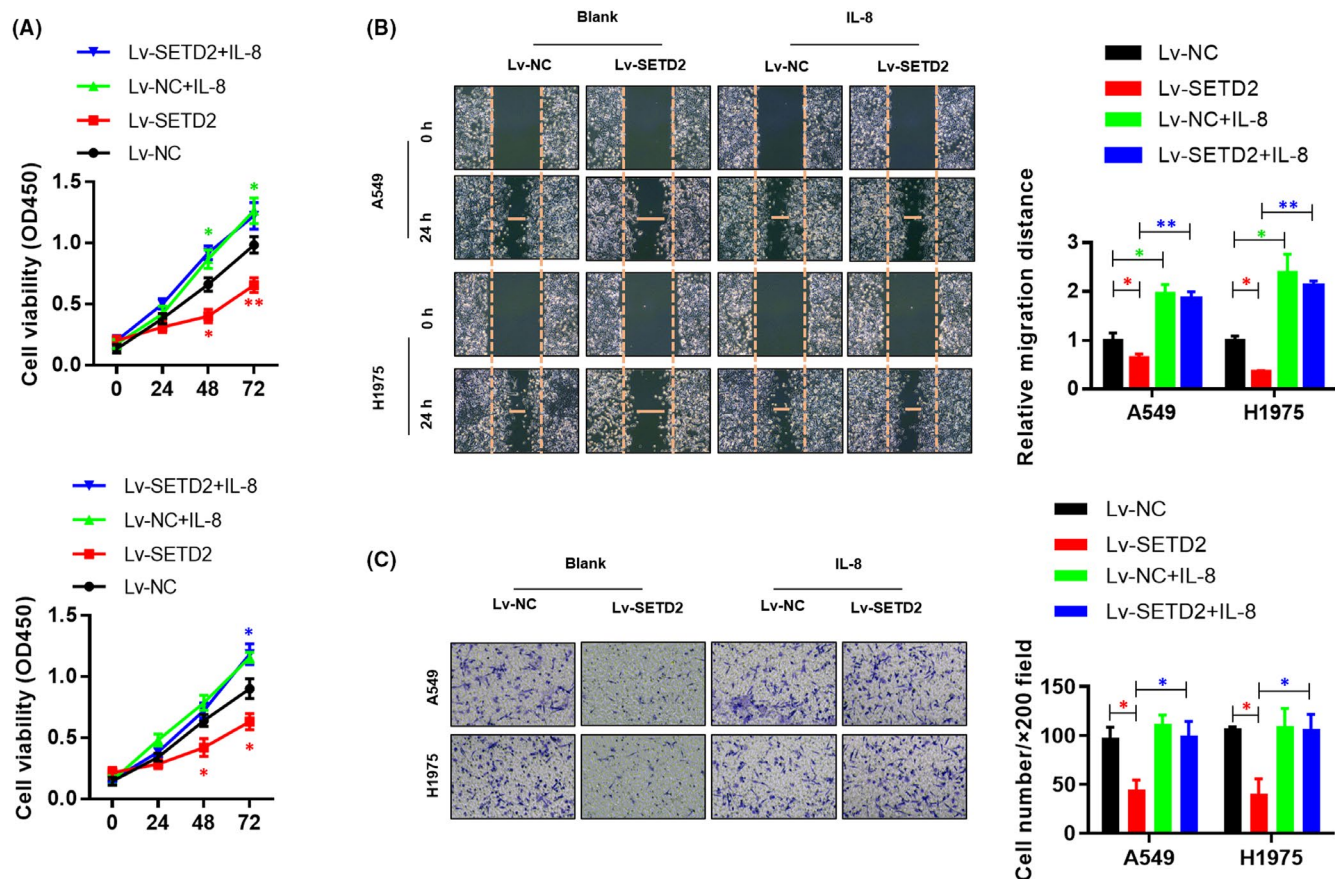 (A)
Lv-SETD2+IL-8
Lv-NC+IL-8
Lv-SETD2
Lv-NC
Cell viability (OD450)
1.5
1.0
0.5
0.0
0 24 48 72
*
*
*
**
Lv-SETD2+IL-8
Lv-NC+IL-8
Lv-SETD2
Lv-NC
Cell viability (OD450)
1.5
1.0
0.5
0.0
0 24 48 72
*
*
*
(B)
Blank IL-8
Lv-NC Lv-SETD2 Lv-NC Lv-SETD2
A549
0 h
24 h
H1975
0 h
24 h
Lv-NC
Lv-SETD2
Lv-NC+IL-8
Lv-SETD2+IL-8
Relative migration distance
3
2
1
0
** **
* *
* *
A549 H1975
(C)
Blank IL-8
Lv-NC Lv-SETD2 Lv-NC Lv-SETD2
A549
H1975
Lv-NC
Lv-SETD2
Lv-NC+IL-8
Lv-SETD2+IL-8
Cell number/×200 field
150
100
50
0
* * * *
A549 H1975